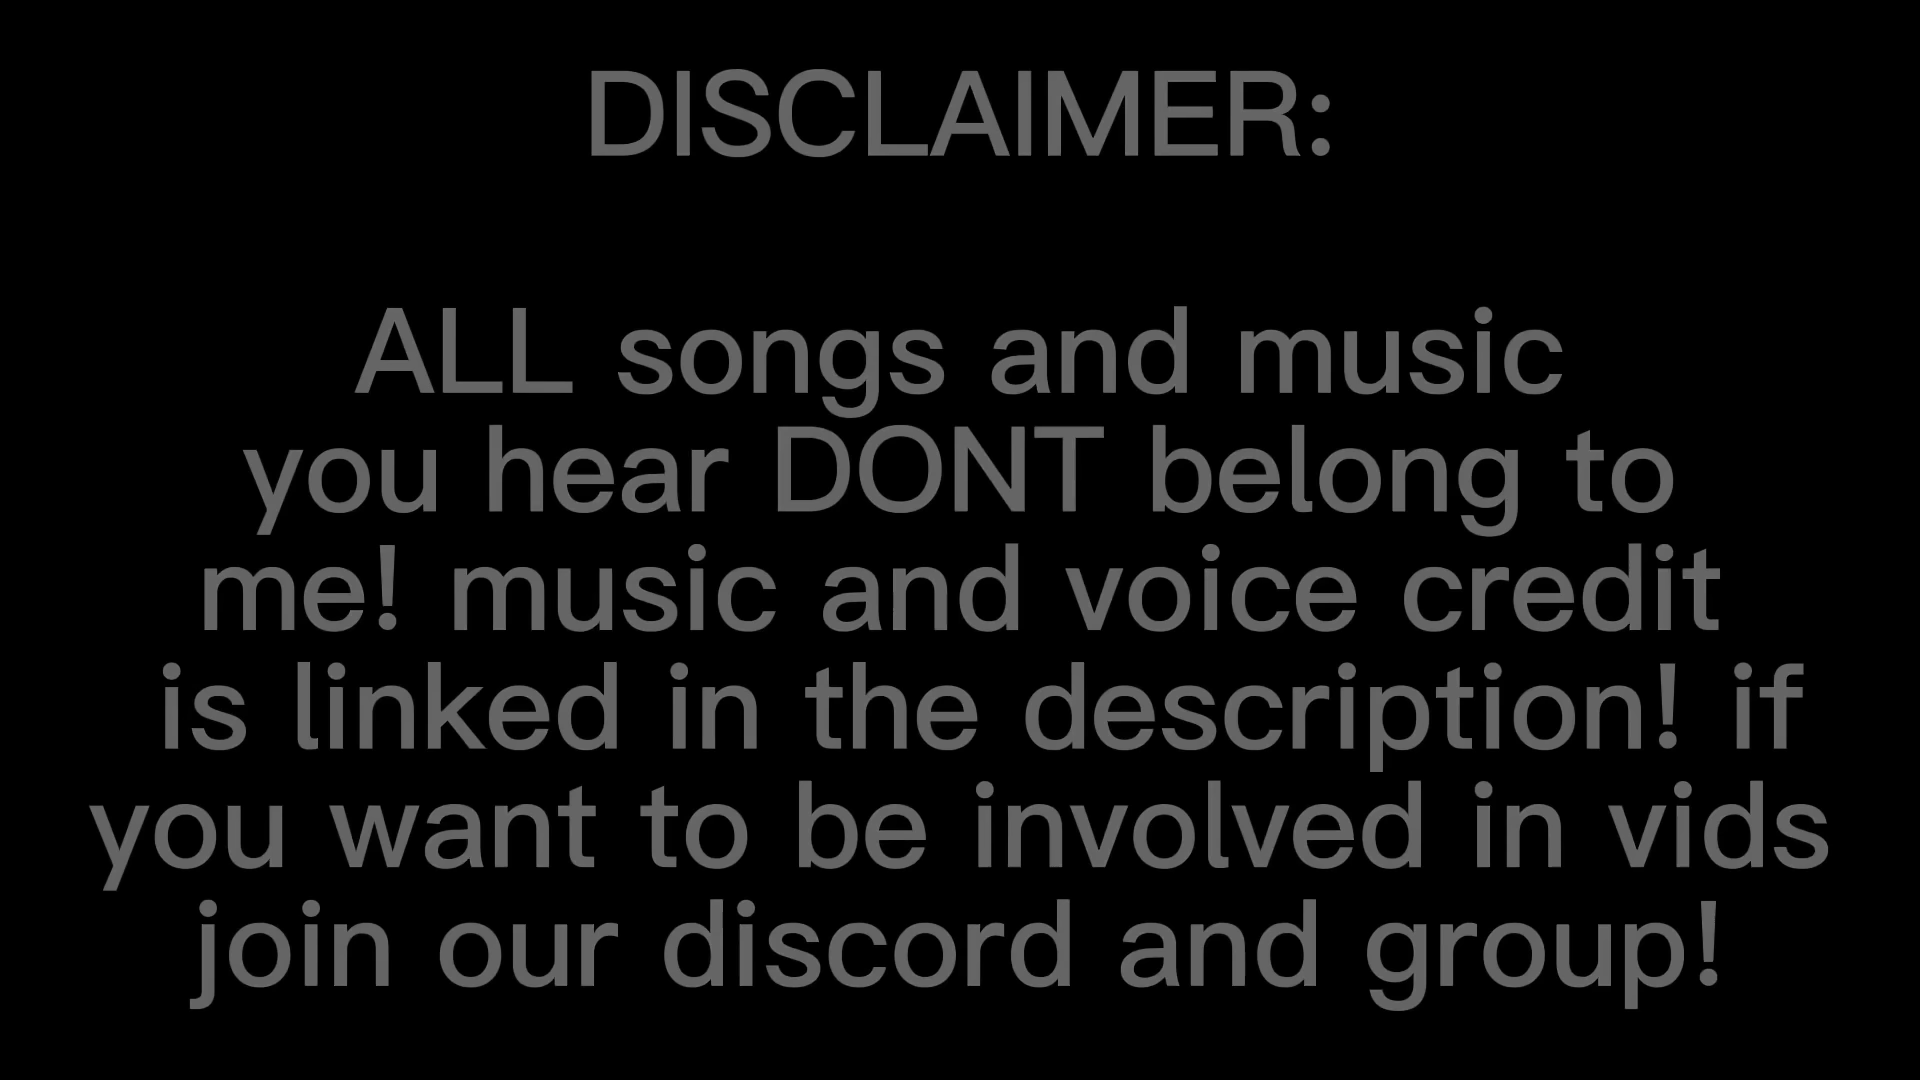 DISCLAIMER:
ALL songs and music
you hear DONT belong to
me! music and voice credit
is linked in the description! if
you want to be involved in vids
join our discord and group!